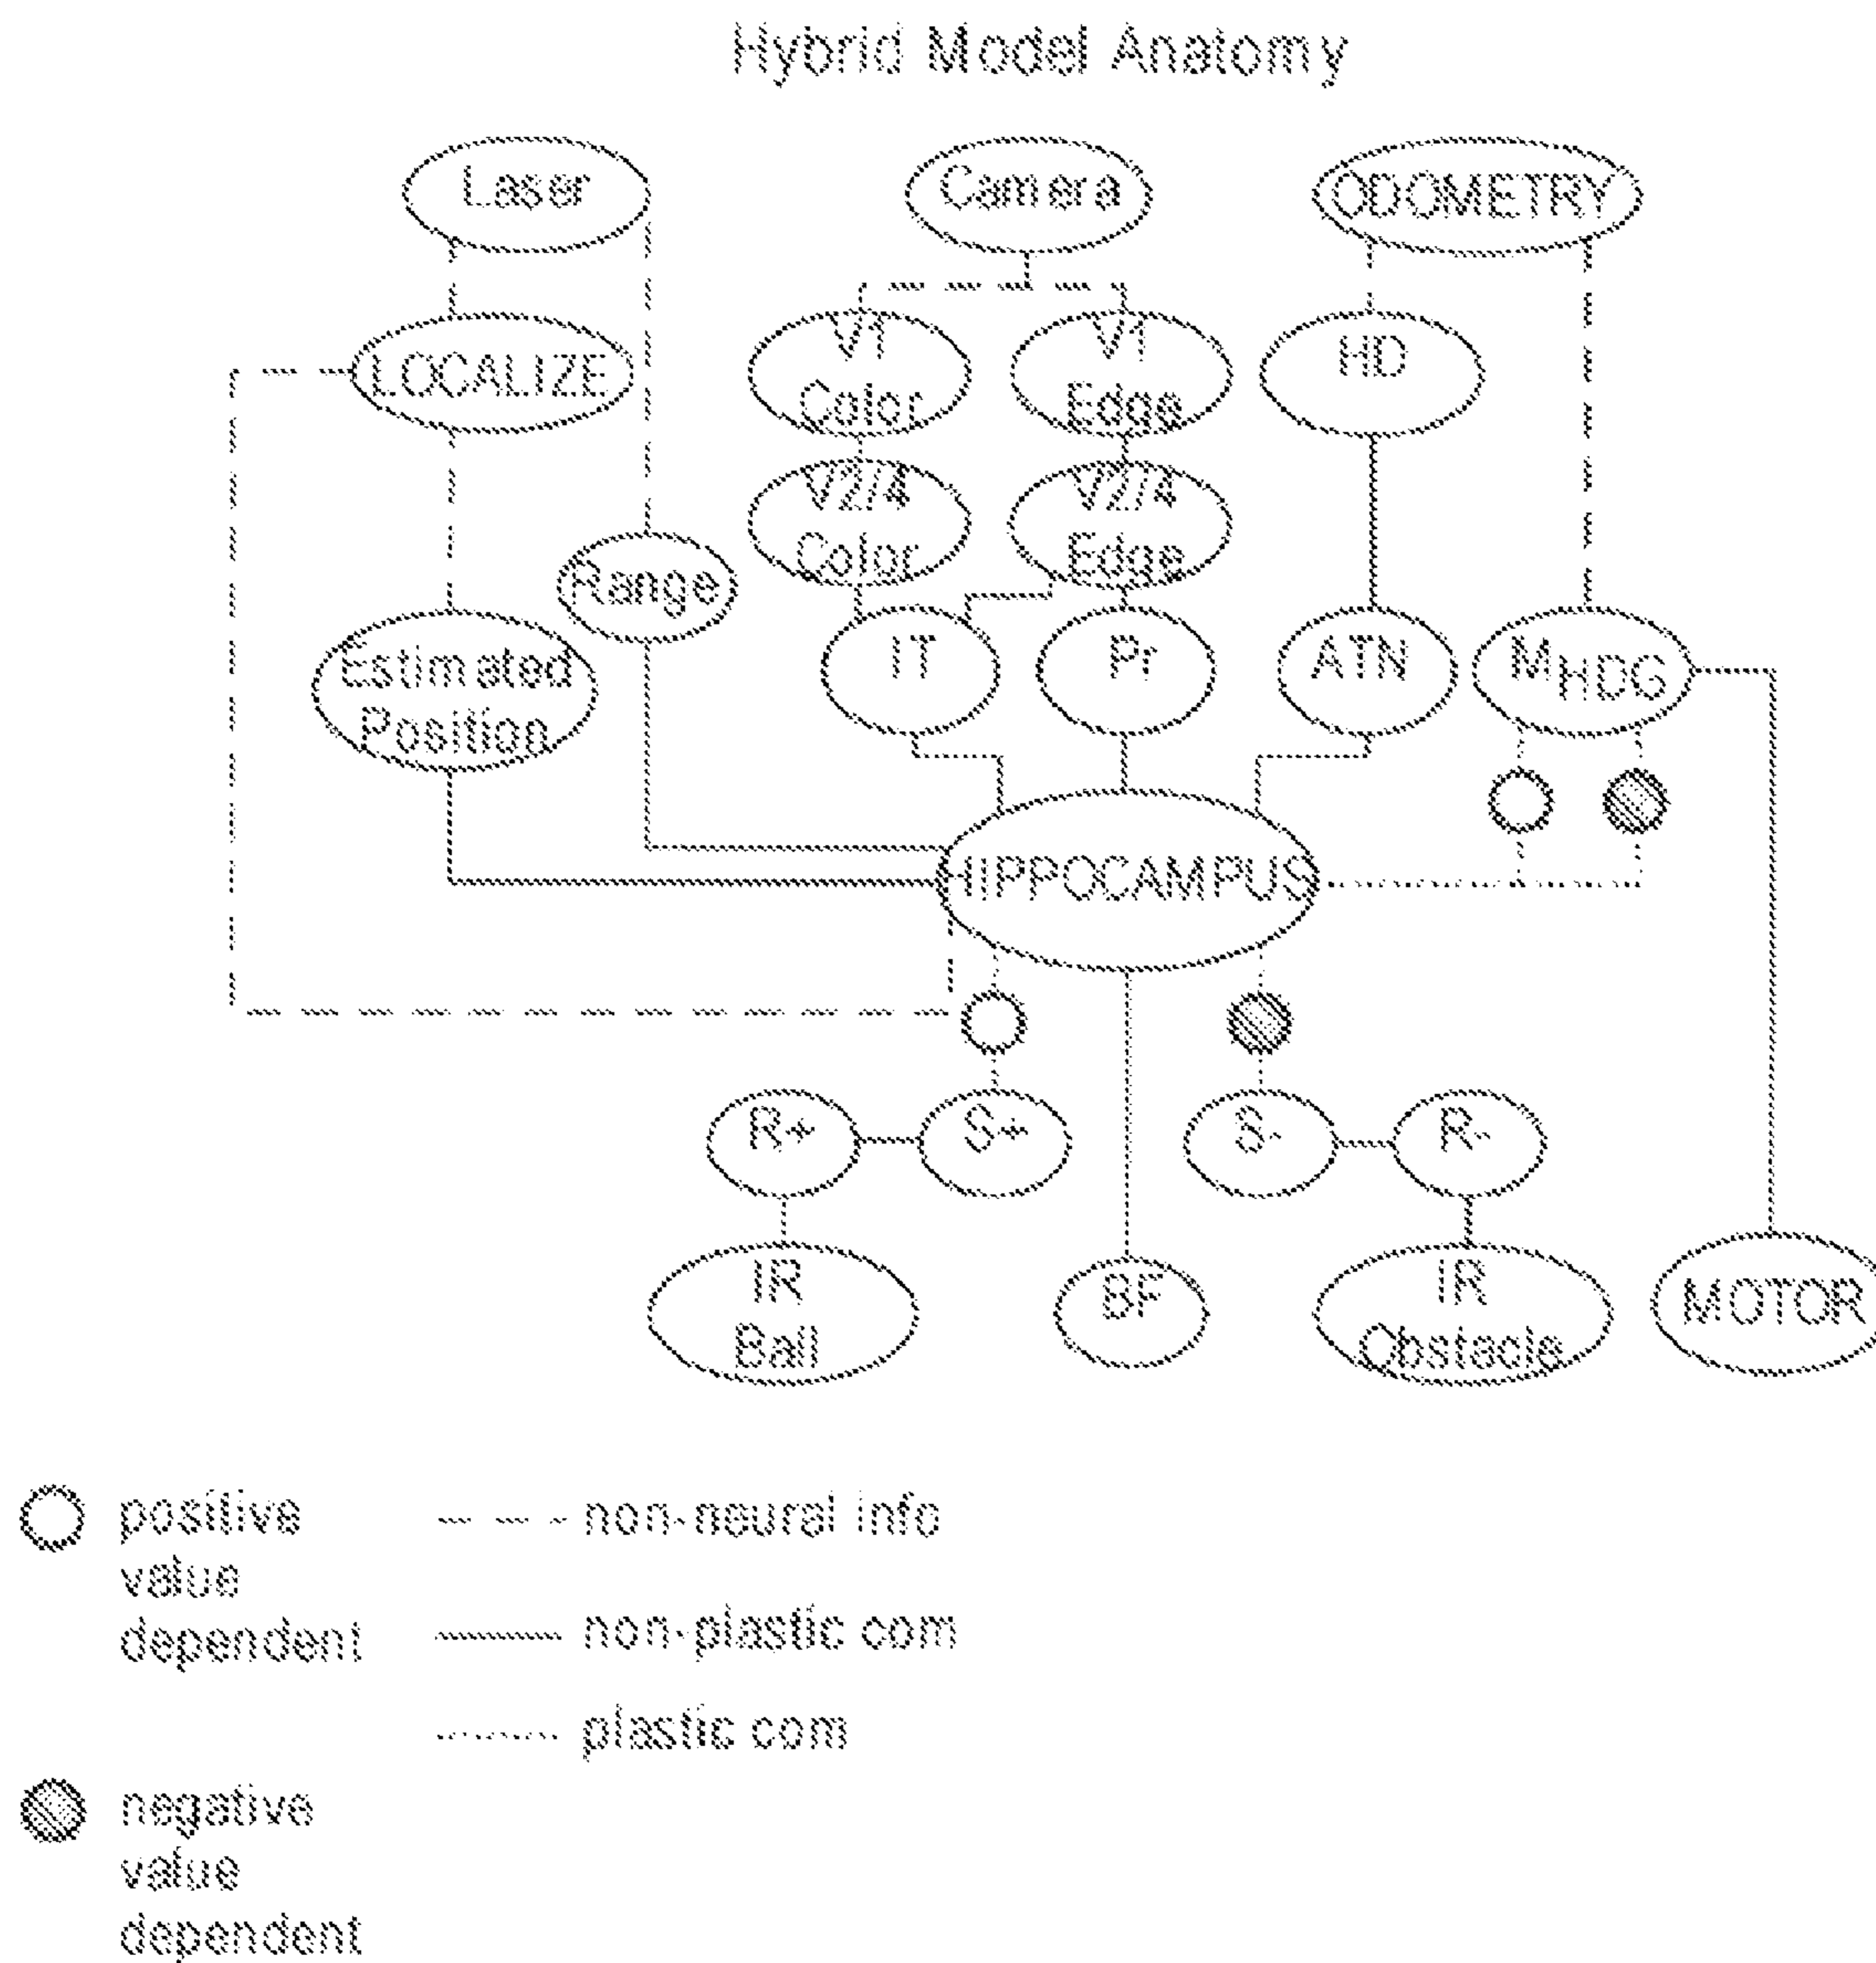 Hybrid Model Anatomy
Laser
Camera
ODOMETRY
LOCALIZE
V1
Color
V1
Edge
HD
V2/4
Color
V2/4
Edge
Range
Estimated
Position
IT
Pr
ATN
MHDG
HIPPOCAMPUS
R+
S+
S-
R-
IR
Ball
BF
IR
Obstacle
MOTOR
positive
value
dependent
non-neural info
non-plastic com
plastic com
negative
value
dependent